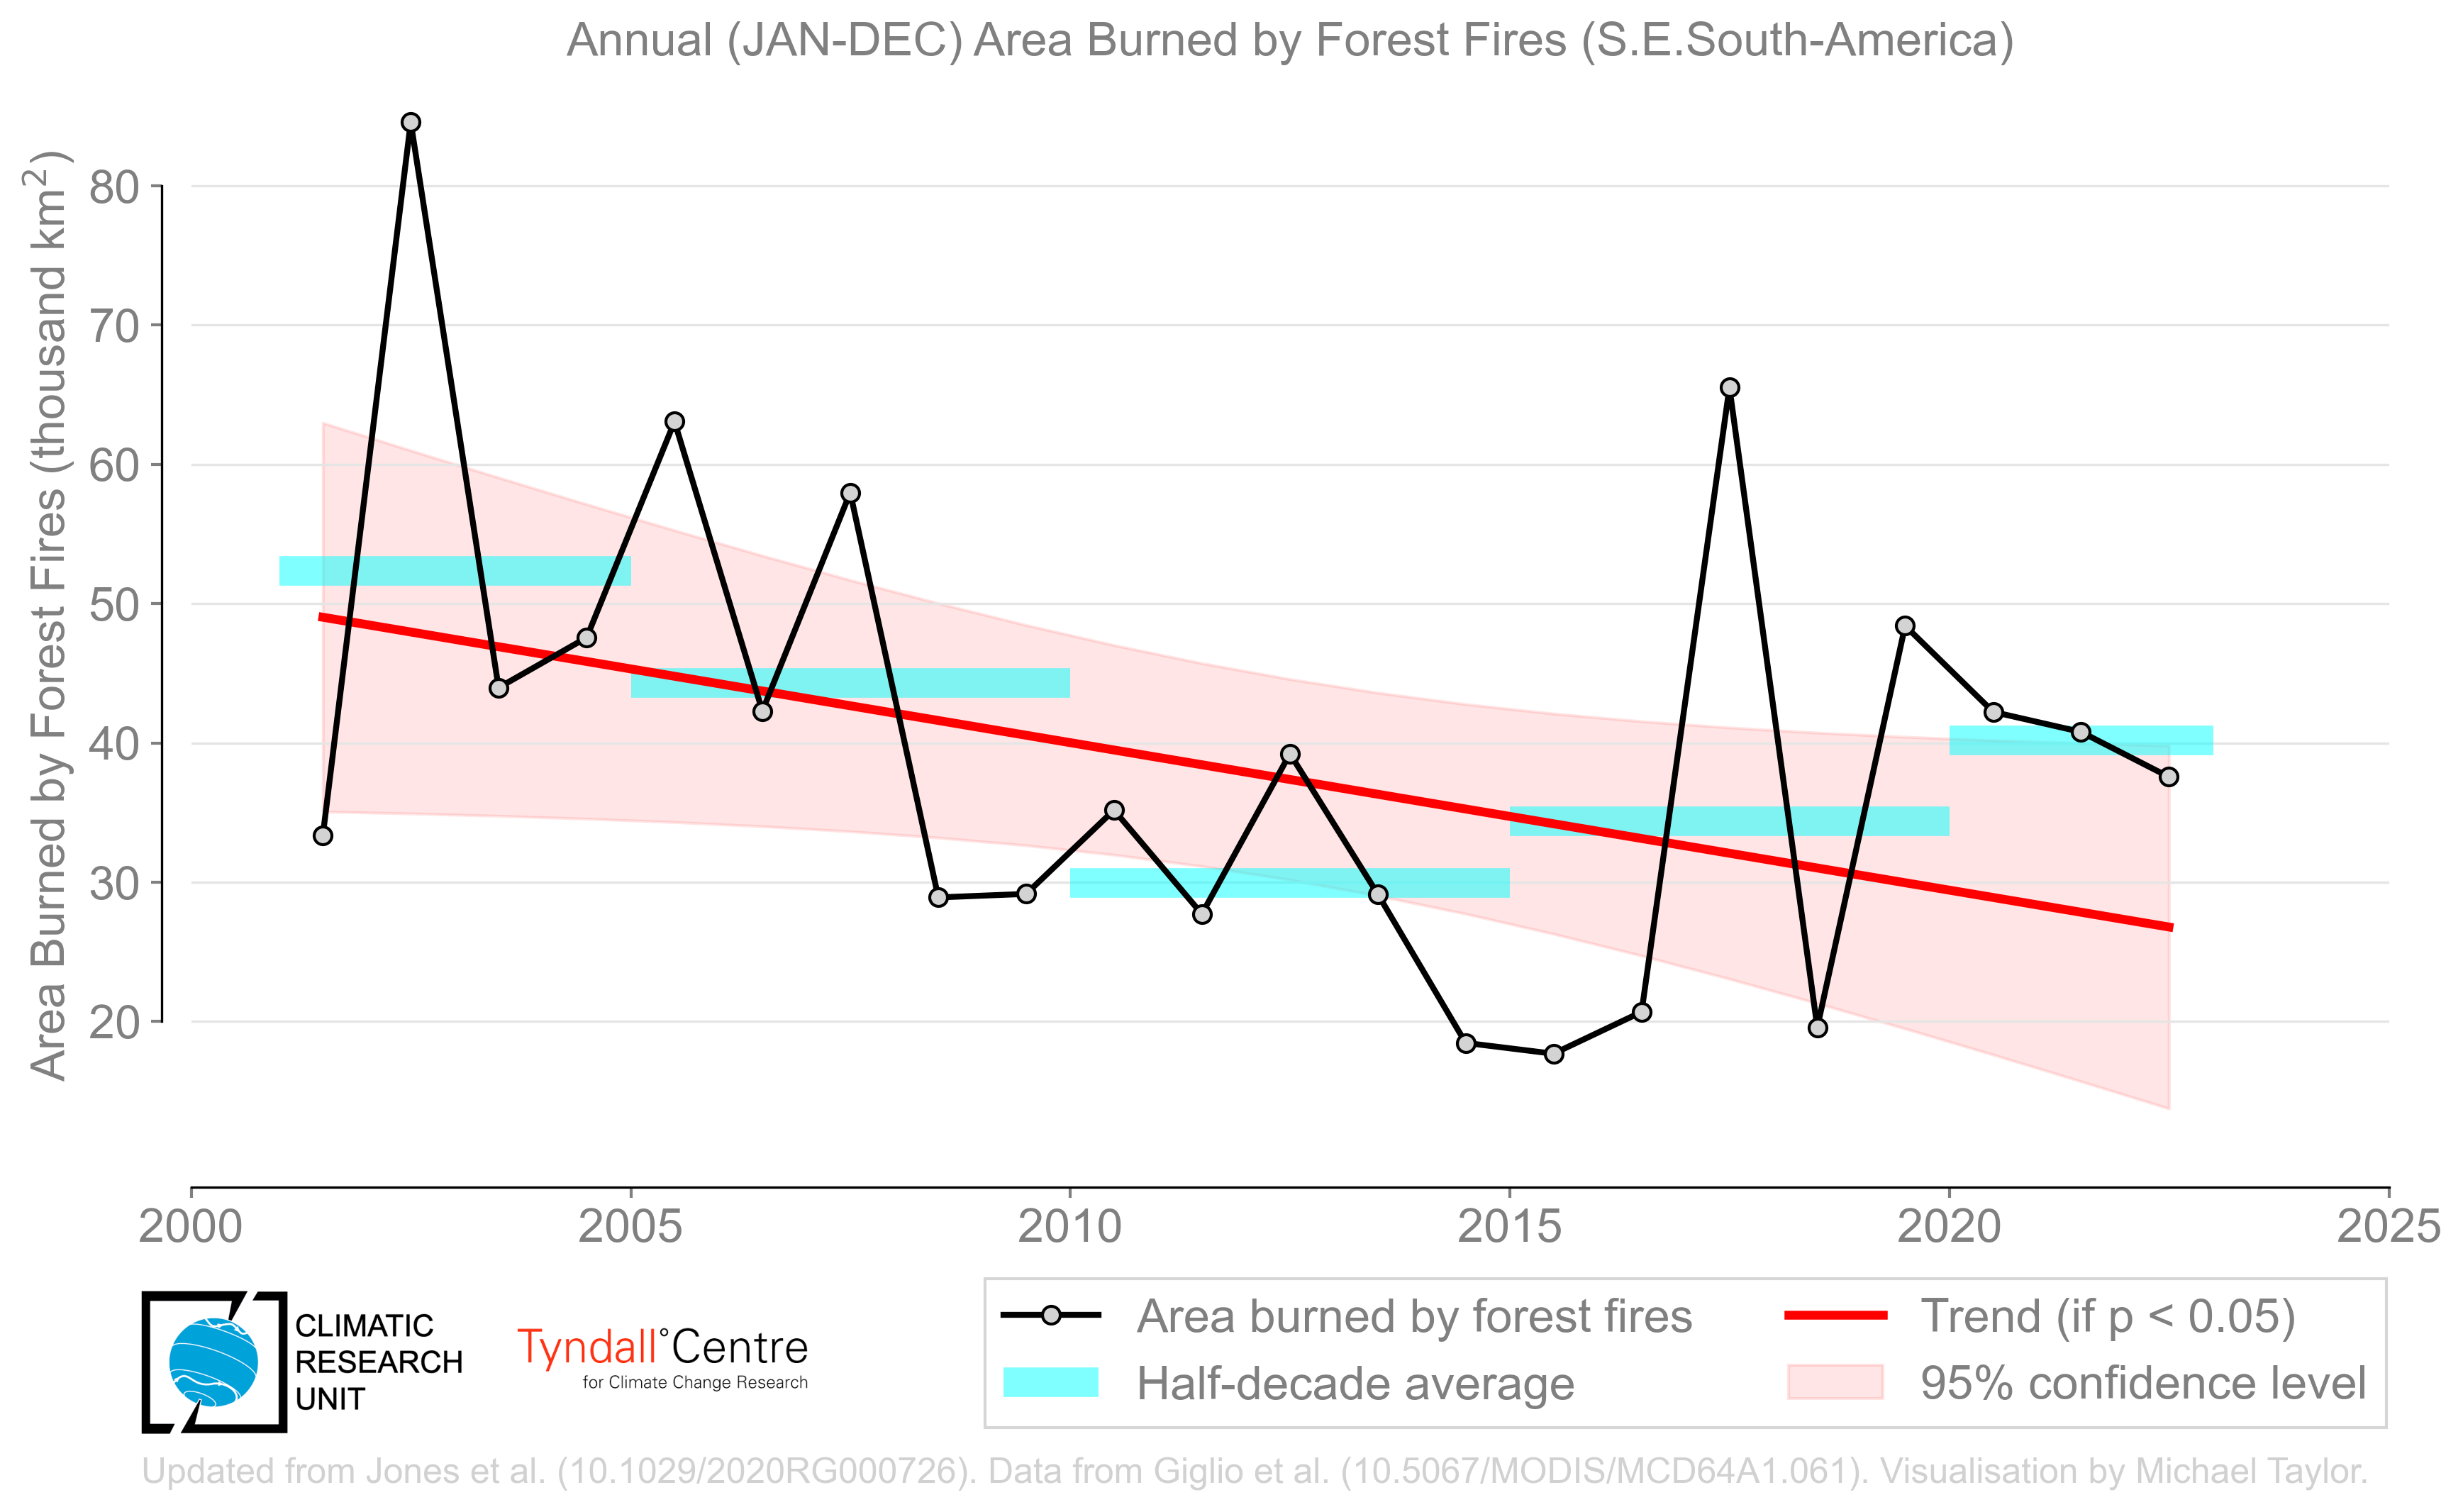 Annual (JAN-DEC) Area Burned by Forest Fires (S.E.South-America)
Area Burned by Forest Fires (thousand km²)
80
70
60
50
40
30
20
2000
2005
2010
2015
2020
2025
CLIMATIC
RESEARCH
UNIT
Tyndall°Centre
for Climate Change Research
Area burned by forest fires
Half-decade average
Trend (if p < 0.05)
95% confidence level
Updated from Jones et al. (10.1029/2020RG000726). Data from Giglio et al. (10.5067/MODIS/MCD64A1.061). Visualisation by Michael Taylor.